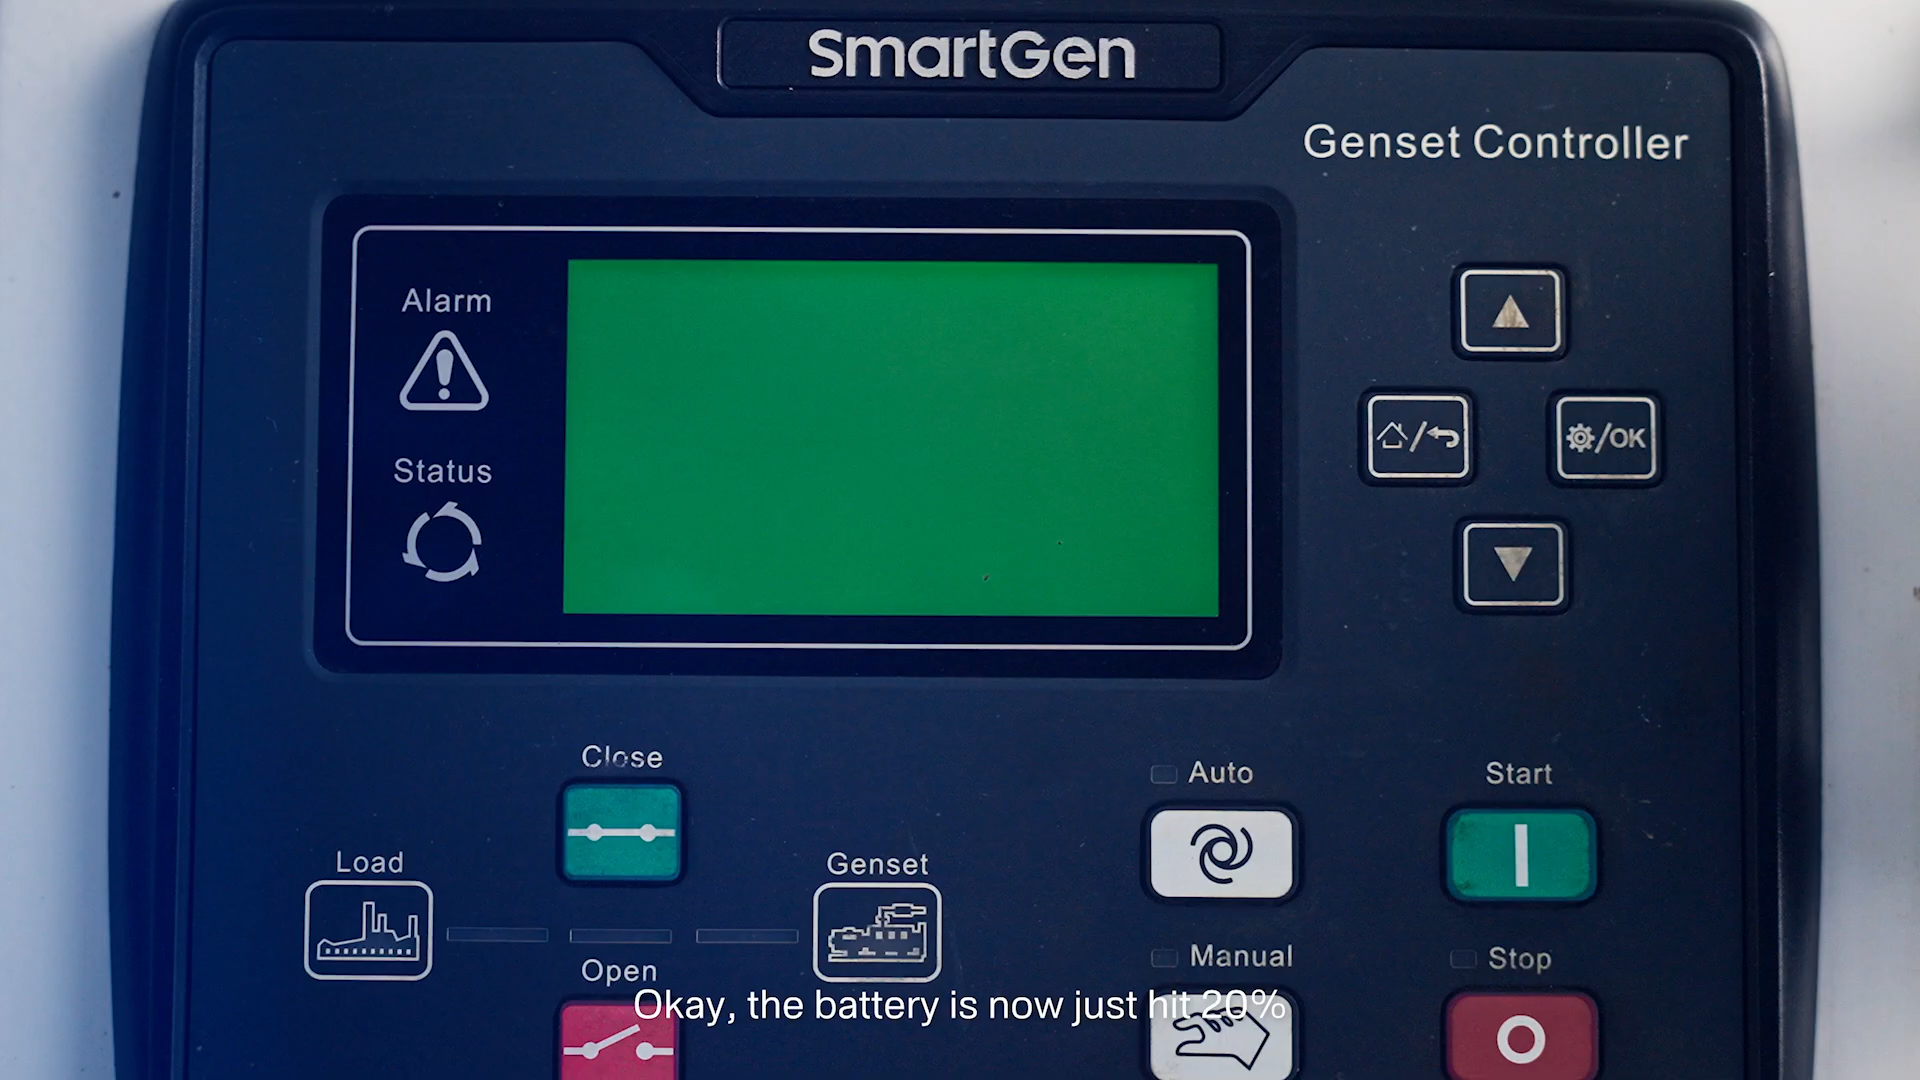 SmartGen
Genset Controller
Alarm
Status
/OK
Close
Auto
Start
Load
Genset
Open
Manual
Stop
Okay, the battery is now just hit 20%